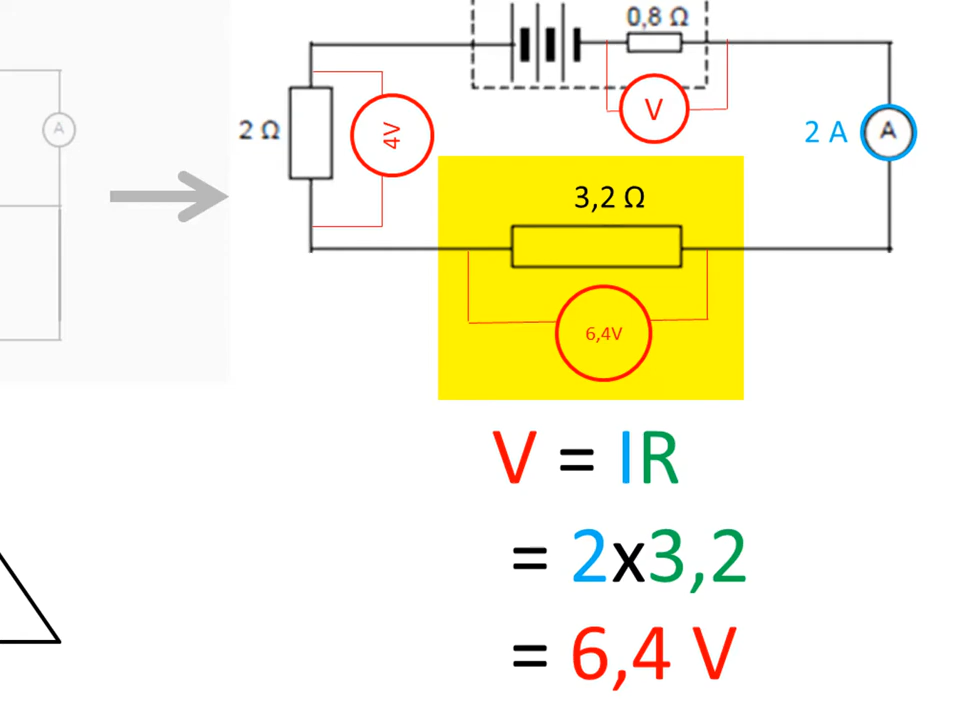 0,8 Ω
A
2 Ω
4V
V
2 A
A
3,2 Ω
6,4V
V = IR
= 2x3,2
= 6,4 V